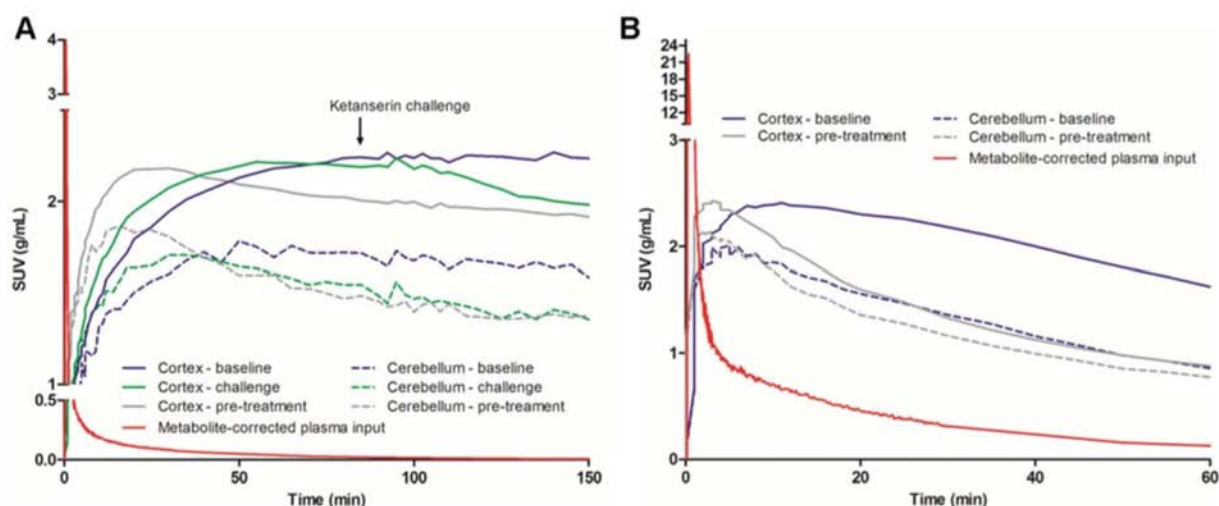 A
4
3
2
1
0.5
0.0
SUV (g/mL)
Ketanserin challenge
Cortex - baseline
Cerebellum - baseline
Cortex - challenge
Cerebellum - challenge
Cortex - pre-treatment
Cerebellum - pre-treament
Metabolite-corrected plasma input
0
50
100
150
Time (min)
B
24
21
18
15
12
3
2
1
0
SUV (g/mL)
Cortex - baseline
Cerebellum - baseline
Cortex - pre-treatment
Cerebellum - pre-treatment
Metabolite-corrected plasma input
0
20
40
60
Time (min)